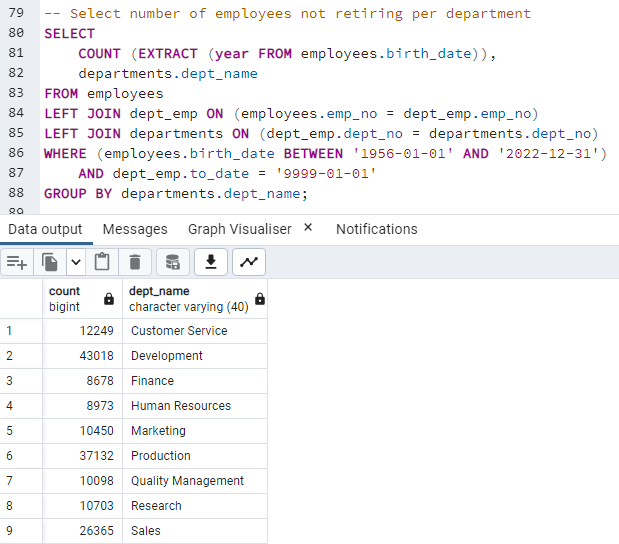 79 -- Select number of employees not retiring per department
80 SELECT
81     COUNT (EXTRACT (year FROM employees.birth_date)),
82     departments.dept_name
83 FROM employees
84 LEFT JOIN dept_emp ON (employees.emp_no = dept_emp.emp_no)
85 LEFT JOIN departments ON (dept_emp.dept_no = departments.dept_no)
86 WHERE (employees.birth_date BETWEEN '1956-01-01' AND '2022-12-31')
87     AND dept_emp.to_date = '9999-01-01'
88 GROUP BY departments.dept_name;
89
Data output Messages Graph Visualiser × Notifications
count dept_name
bigint character varying (40)
1 12249 Customer Service
2 43018 Development
3 8678 Finance
4 8973 Human Resources
5 10450 Marketing
6 37132 Production
7 10098 Quality Management
8 10703 Research
9 26365 Sales